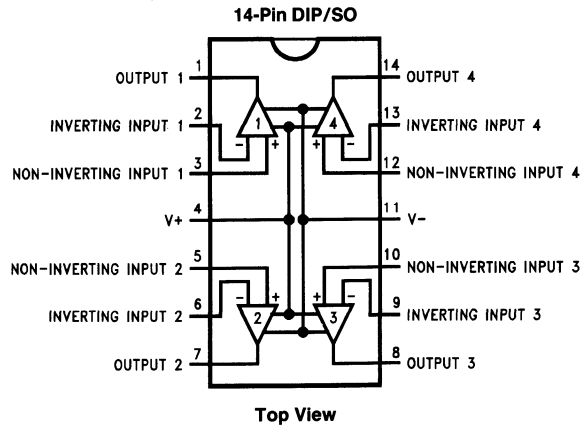 14-Pin DIP/SO
1
OUTPUT 1
14
OUTPUT 4
2
INVERTING INPUT 1
13
INVERTING INPUT 4
1
4
- +
+ -
3
NON-INVERTING INPUT 1
12
NON-INVERTING INPUT 4
4
V+
11
V-
5
NON-INVERTING INPUT 2
10
NON-INVERTING INPUT 3
- +
+ -
2
3
6
INVERTING INPUT 2
9
INVERTING INPUT 3
7
OUTPUT 2
8
OUTPUT 3
Top View